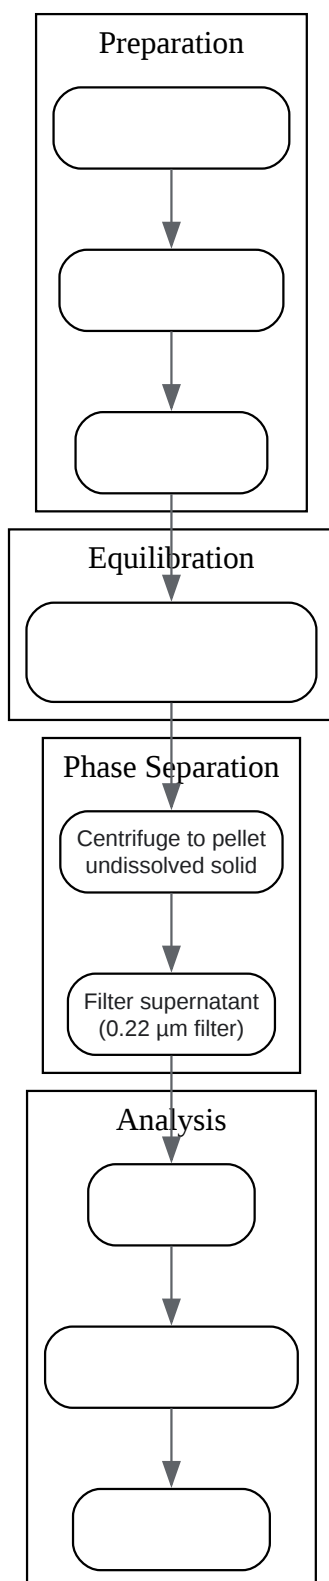 Preparation
Equilibration
Phase Separation
Centrifuge to pellet
undissolved solid
Filter supernatant
(0.22 µm filter)
Analysis